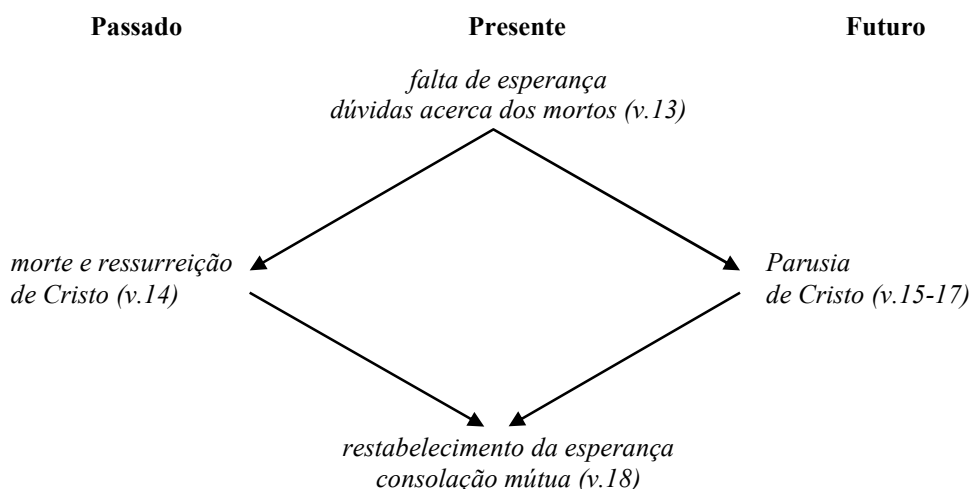 Passado Presente Futuro
falta de esperança
dúvidas acerca dos mortos (v.13)
morte e ressurreição
de Cristo (v.14)
Parusia
de Cristo (v.15-17)
restabelecimento da esperança
consolação mútua (v.18)